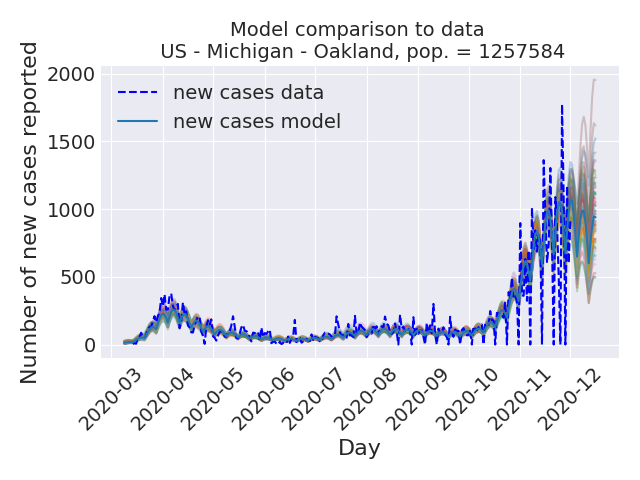 Model comparison to data
US - Michigan - Oakland, pop. = 1257584
Number of new cases reported
2000
1500
1000
500
0
new cases data
new cases model
2020-03
2020-04
2020-05
2020-06
2020-07
2020-08
2020-09
2020-10
2020-11
2020-12
Day